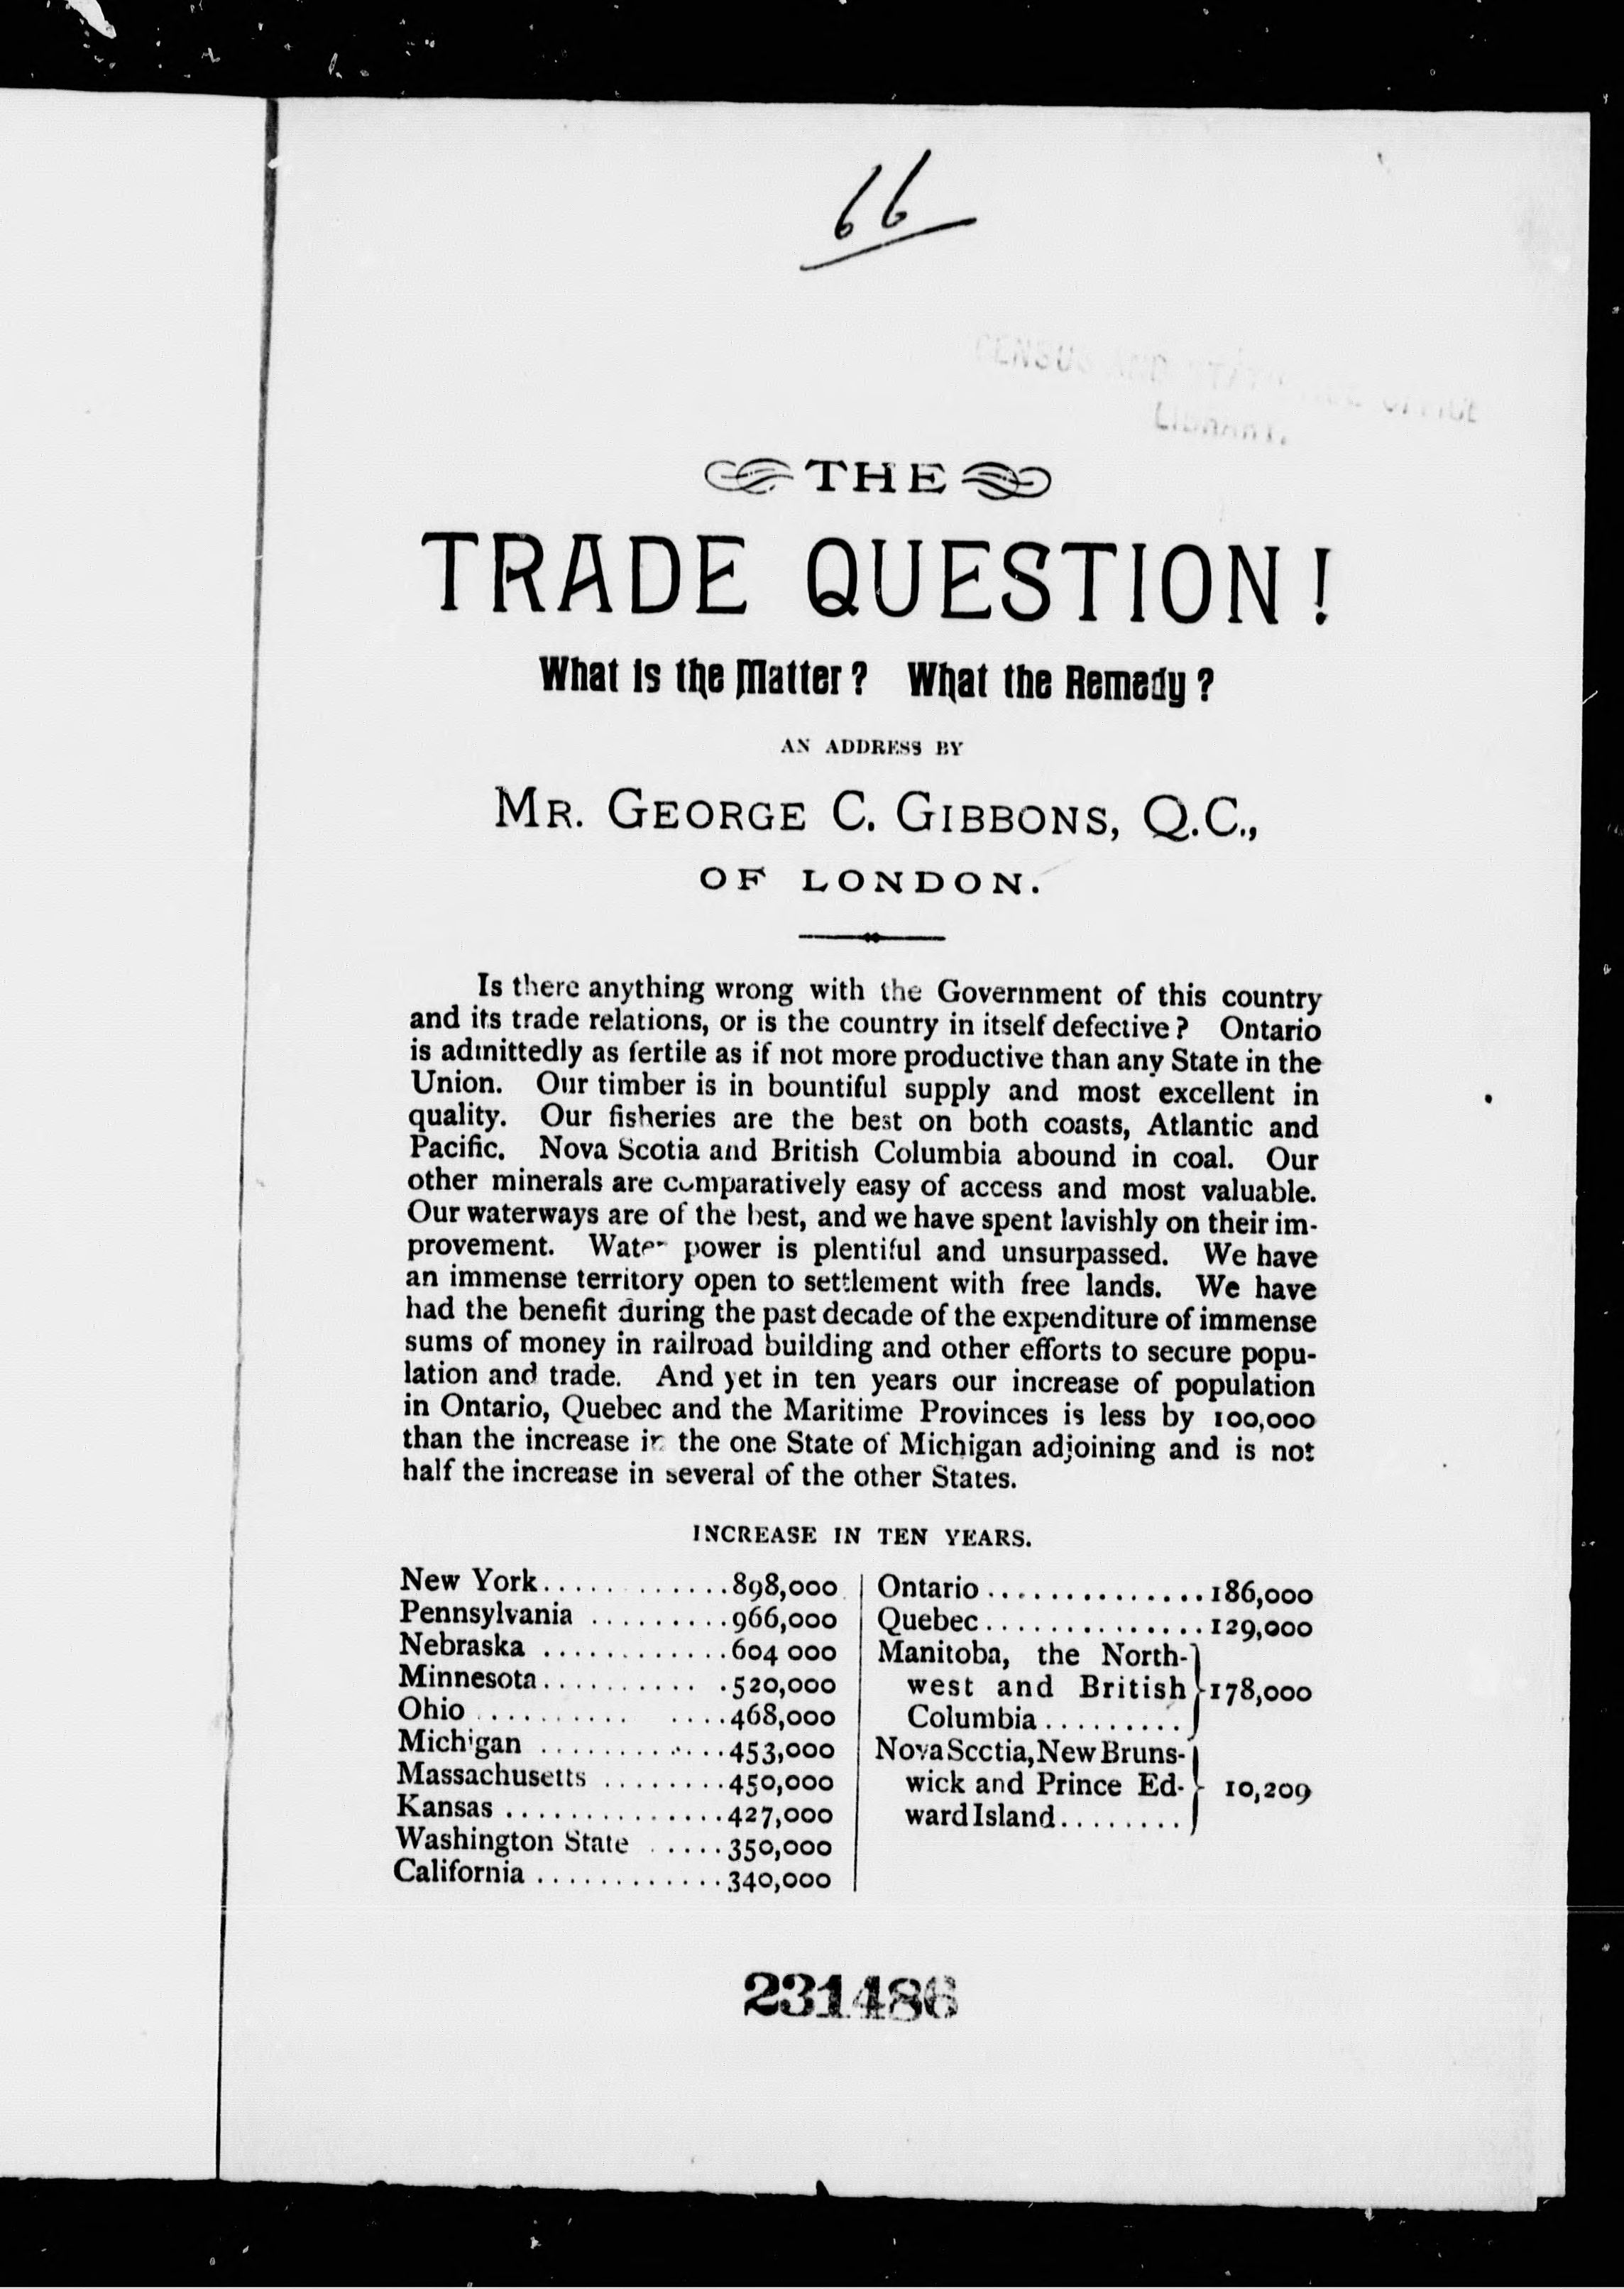 66
CENSUS AND STATISTICS OFFICE
LIBRARY.
THE
TRADE QUESTION!
What is the Matter? What the Remedy?
AN ADDRESS BY
MR. GEORGE C. GIBBONS, Q.C.,
OF LONDON.
Is there anything wrong with the Government of this country
and its trade relations, or is the country in itself defective? Ontario
is admittedly as fertile as if not more productive than any State in the
Union. Our timber is in bountiful supply and most excellent in
quality. Our fisheries are the best on both coasts, Atlantic and
Pacific. Nova Scotia and British Columbia abound in coal. Our
other minerals are comparatively easy of access and most valuable.
Our waterways are of the best, and we have spent lavishly on their im-
provement. Water power is plentiful and unsurpassed. We have
an immense territory open to settlement with free lands. We have
had the benefit during the past decade of the expenditure of immense
sums of money in railroad building and other efforts to secure popu-
lation and trade. And yet in ten years our increase of population
in Ontario, Quebec and the Maritime Provinces is less by 100,000
than the increase in the one State of Michigan adjoining and is not
half the increase in several of the other States.
INCREASE IN TEN YEARS.
New York.............898,000
Pennsylvania .........966,000
Nebraska ............604 000
Minnesota............520,000
Ohio ..............468,000
Michigan ............453,000
Massachusetts ........450,000
Kansas ..............427,000
Washington State .....350,000
California ............340,000
Ontario ...............186,000
Quebec...............129,000
Manitoba, the North-
west and British 178,000
Columbia.........
Nova Scotia, New Bruns-
wick and Prince Ed- 10,209
ward Island........
231486